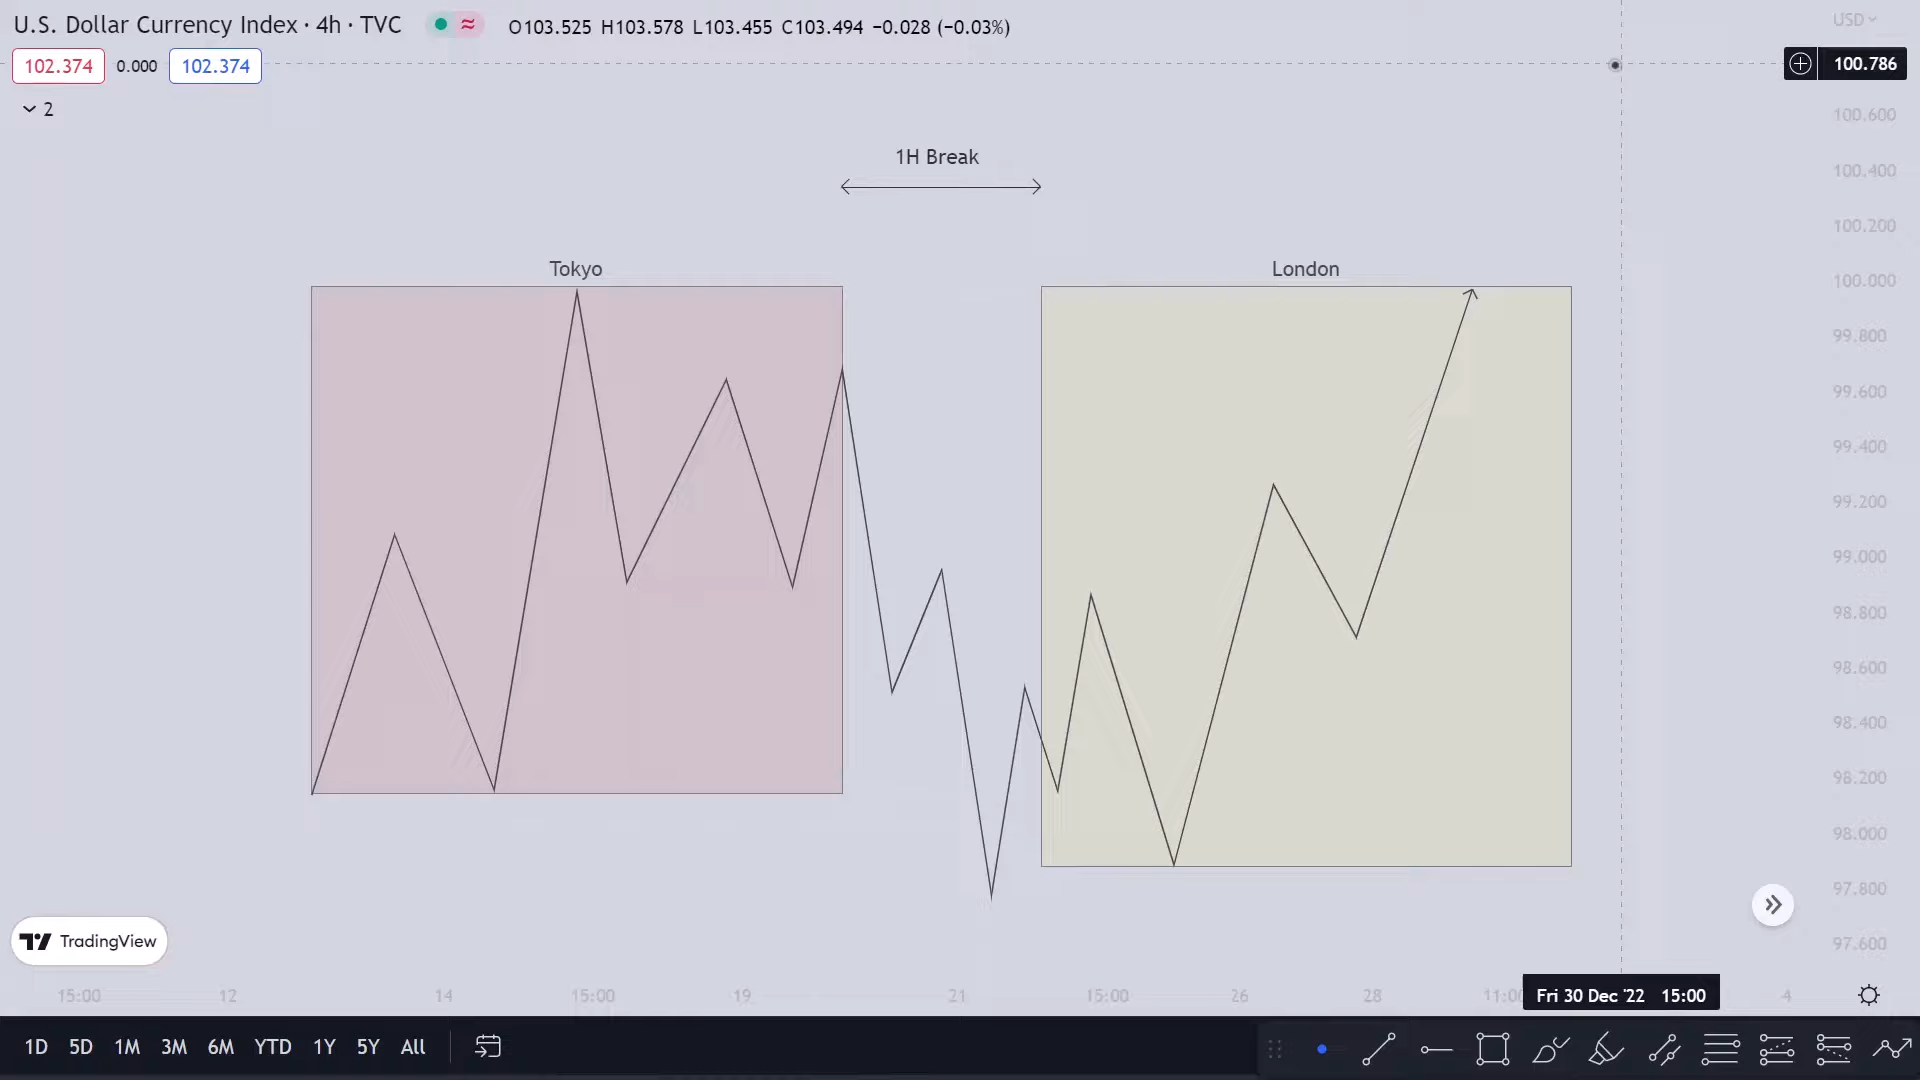 U.S. Dollar Currency Index · 4h · TVC O103.525 H103.578 L103.455 C103.494 −0.028 (−0.03%)
USD
102.374 0.000 102.374
100.786
2
100.600
1H Break
100.400
100.200
Tokyo
London
100.000
99.800
99.600
99.400
99.200
99.000
98.800
98.600
98.400
98.200
98.000
97.800
TradingView
97.600
15:00 12 14 15:00 19 21 15:00 26 28 11:00 Fri 30 Dec '22 15:00 4
1D 5D 1M 3M 6M YTD 1Y 5Y All